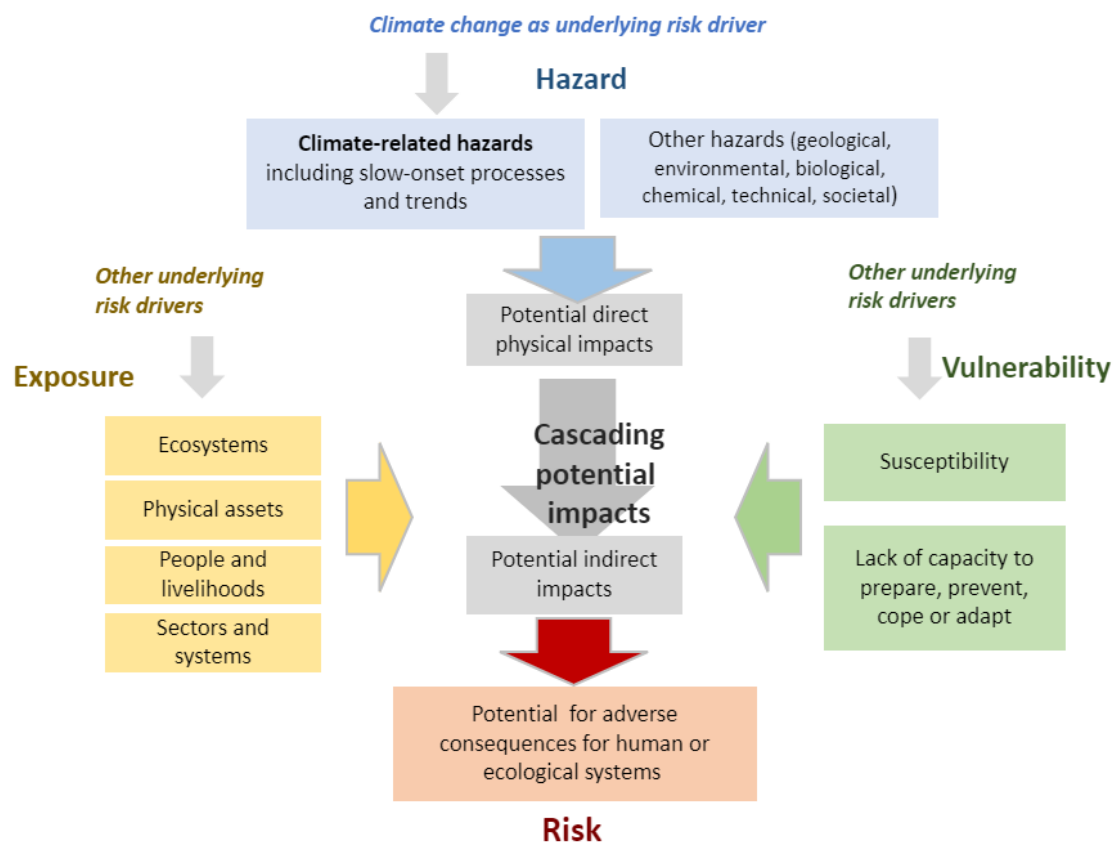 Climate change as underlying risk driver
Hazard
Climate-related hazards
including slow-onset processes
and trends
Other hazards (geological,
environmental, biological,
chemical, technical, societal)
Other underlying
risk drivers
Exposure
Ecosystems
Physical assets
People and
livelihoods
Sectors and
systems
Potential direct
physical impacts
Cascading
potential
impacts
Potential indirect
impacts
Other underlying
risk drivers
Vulnerability
Susceptibility
Lack of capacity to
prepare, prevent,
cope or adapt
Potential for adverse
consequences for human or
ecological systems
Risk